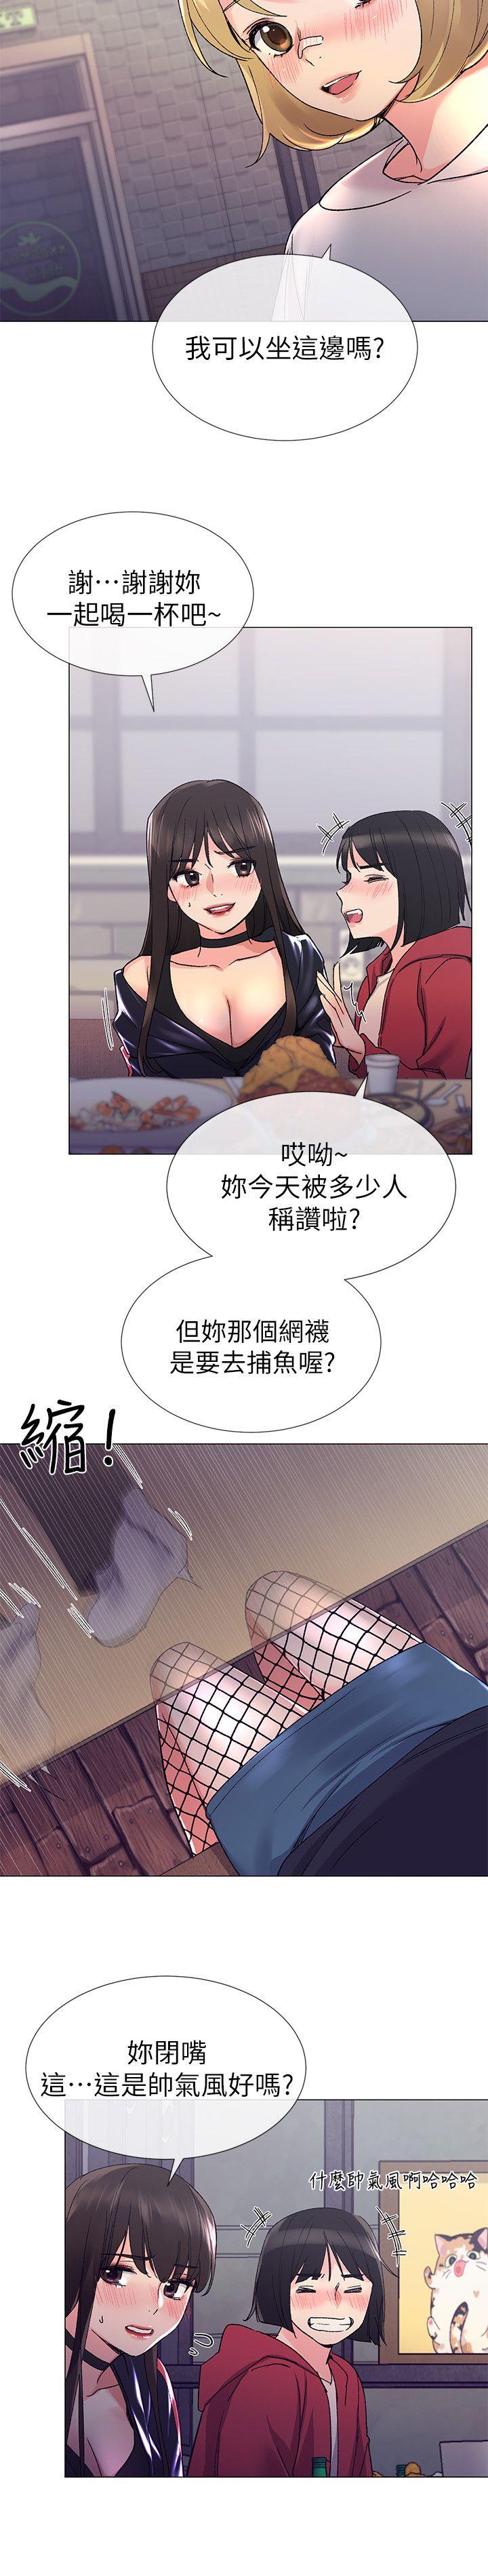 我可以坐這邊嗎?
謝⋯謝謝妳
一起喝一杯吧~
哎呦~
妳今天被多少人
稱讚啦?
但妳那個網襪
是要去捕魚喔?
縮!
妳閉嘴
這⋯這是帥氣風好嗎?
什麼帥氣風啊哈哈哈哈